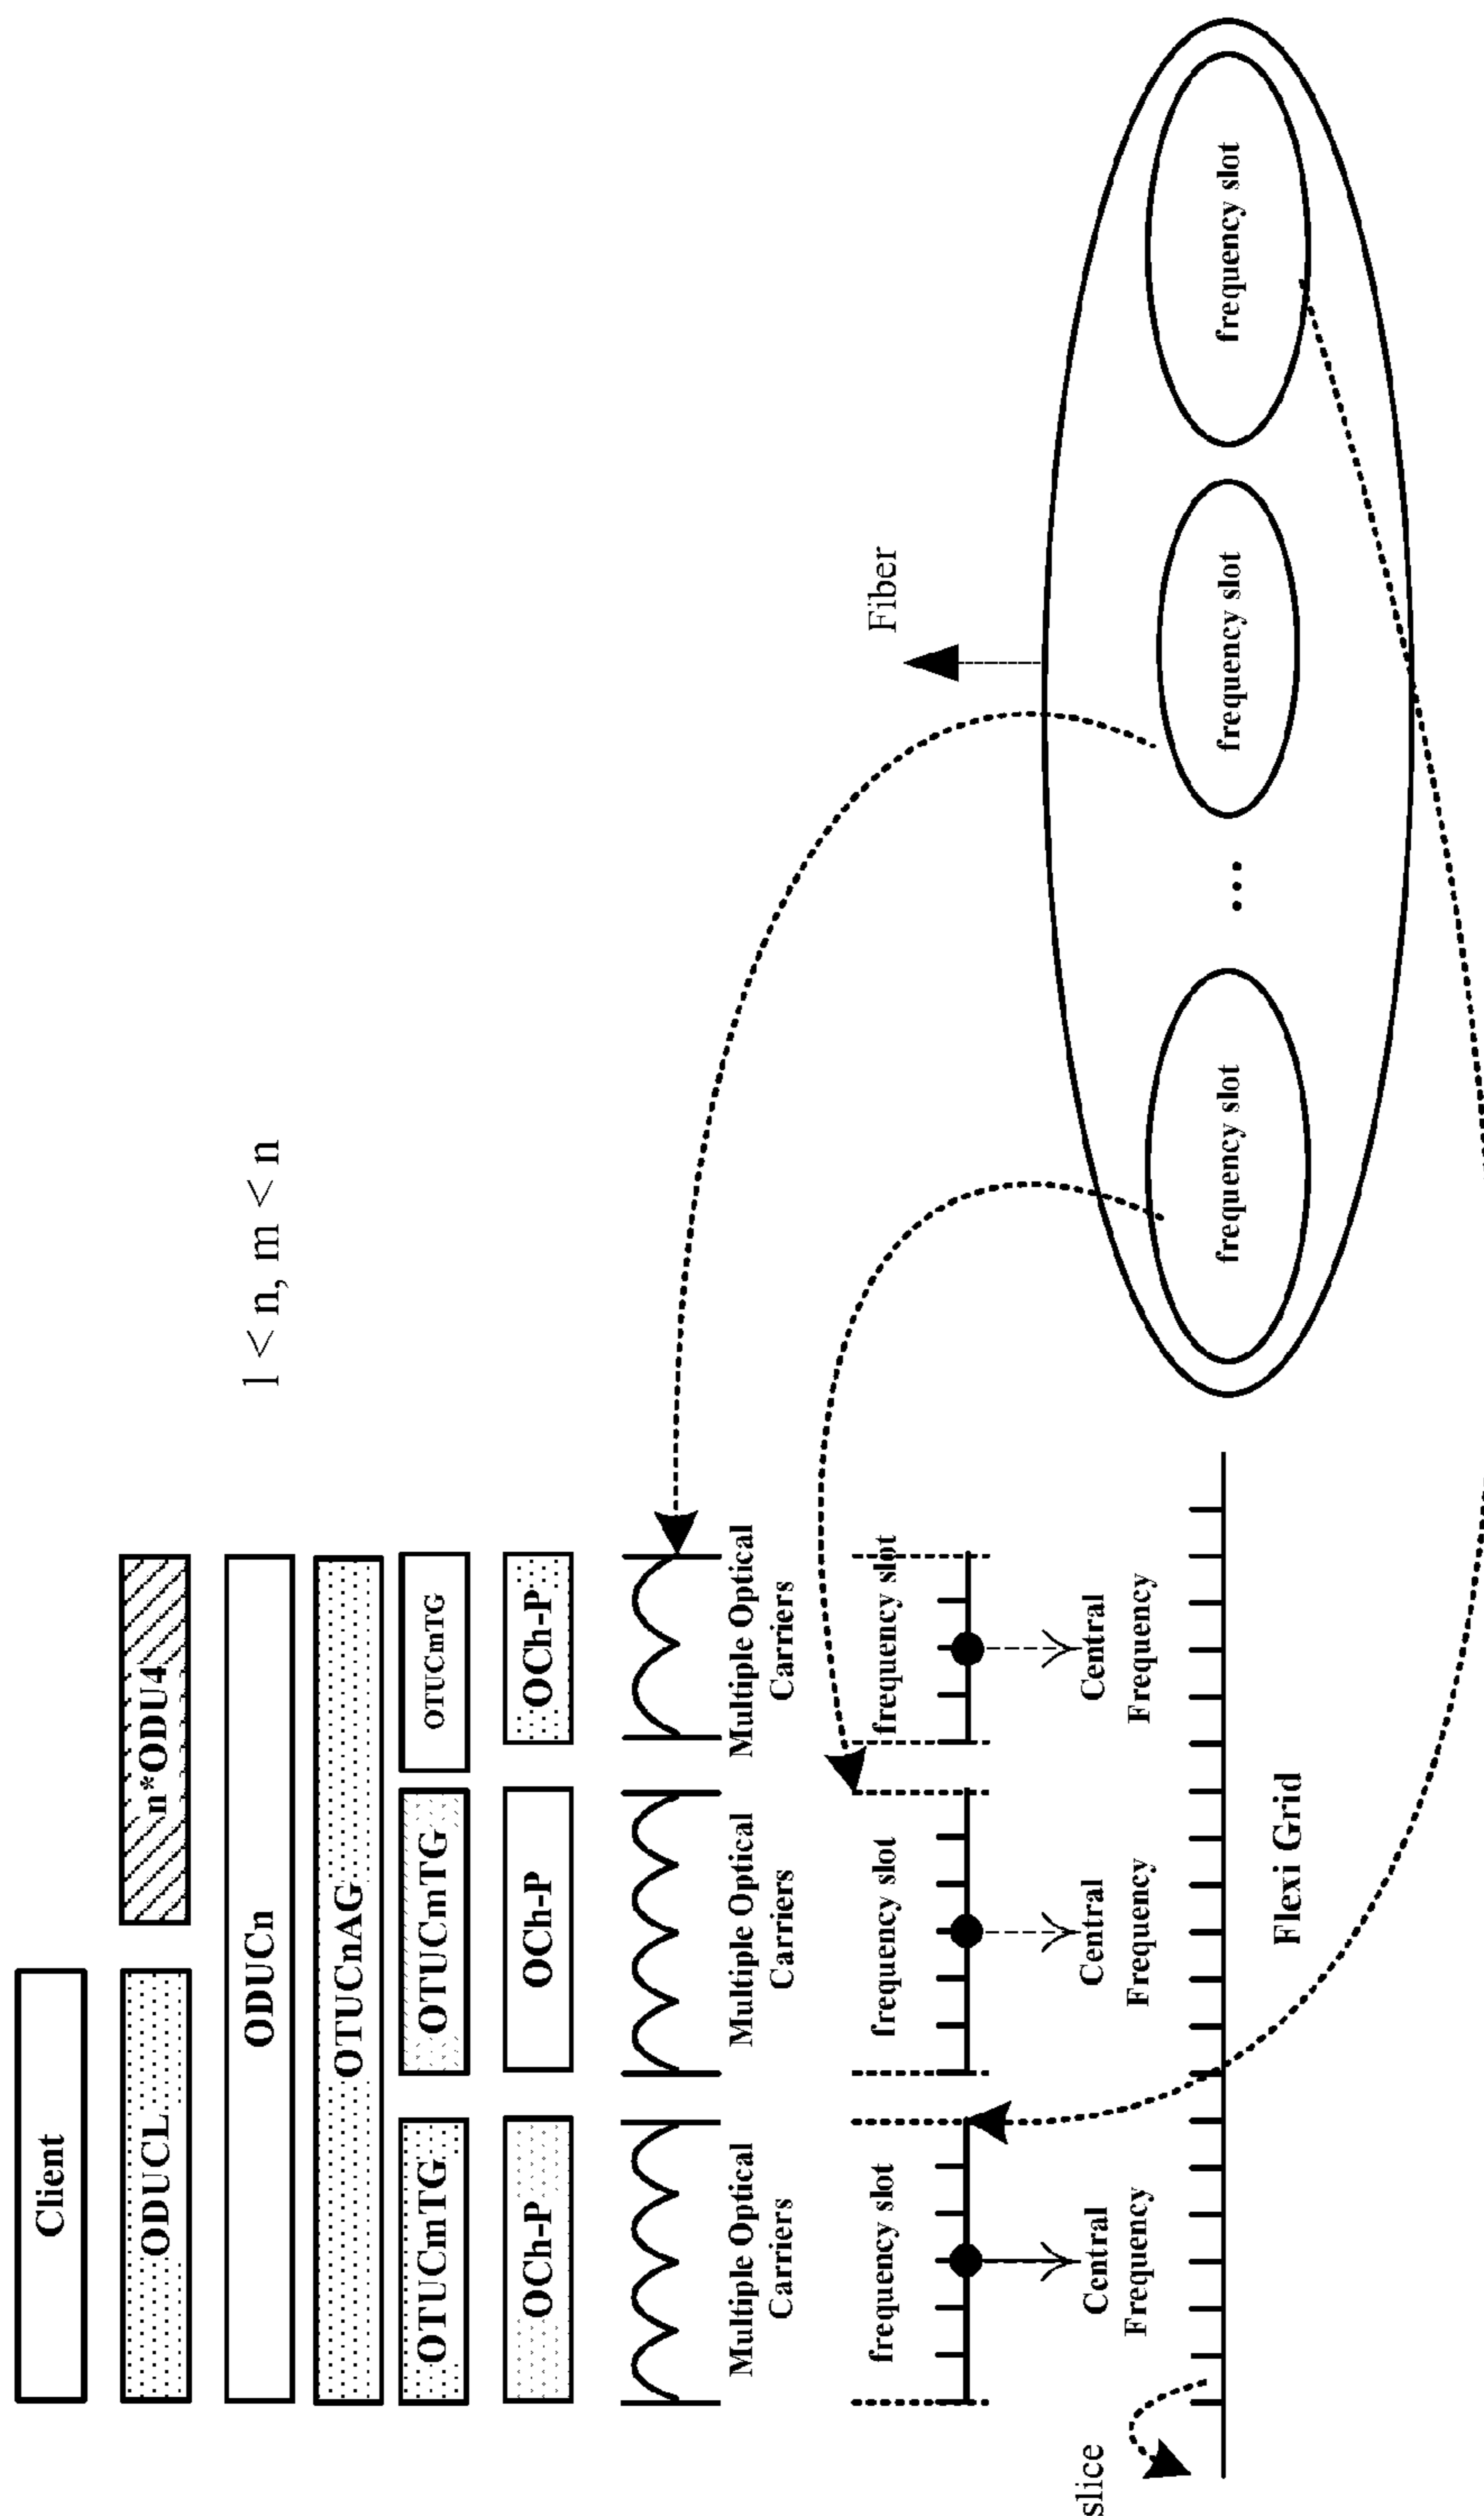 Client
ODUCL
n*ODU4
ODUCn
l < n, m < n
OTUCnAG
OTUCmTG
OTUCmTG
OTUCmTG
OCh-P
OCh-P
OCh-P
Multiple Optical
Carriers
Multiple Optical
Carriers
Multiple Optical
Carriers
frequency slot
frequency slot
frequency slot
Fiber
Central
Frequency
Central
Frequency
Central
Frequency
slice
frequency slot
...
frequency slot
frequency slot
Flexi Grid